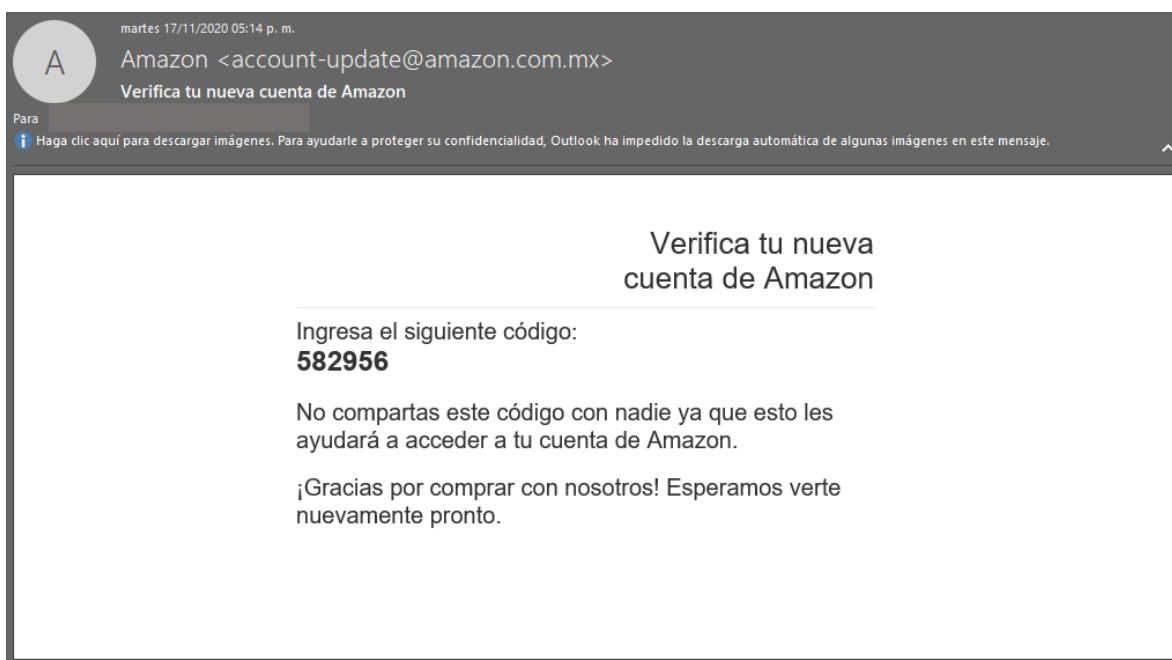 martes 17/11/2020 05:14 p. m.
A
Amazon <account-update@amazon.com.mx>
Verifica tu nueva cuenta de Amazon
Para
Haga clic aquí para descargar imágenes. Para ayudarle a proteger su confidencialidad, Outlook ha impedido la descarga automática de algunas imágenes en este mensaje.
Verifica tu nueva
cuenta de Amazon
Ingresa el siguiente código:
582956
No compartas este código con nadie ya que esto les
ayudará a acceder a tu cuenta de Amazon.
¡Gracias por comprar con nosotros! Esperamos verte
nuevamente pronto.